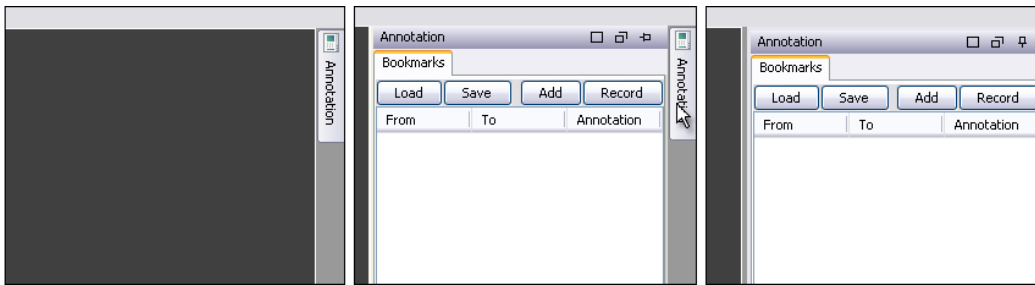 Annotation
Annotation
Bookmarks
Load Save Add Record
From To Annotation
Annotation
Annotation
Bookmarks
Load Save Add Record
From To Annotation